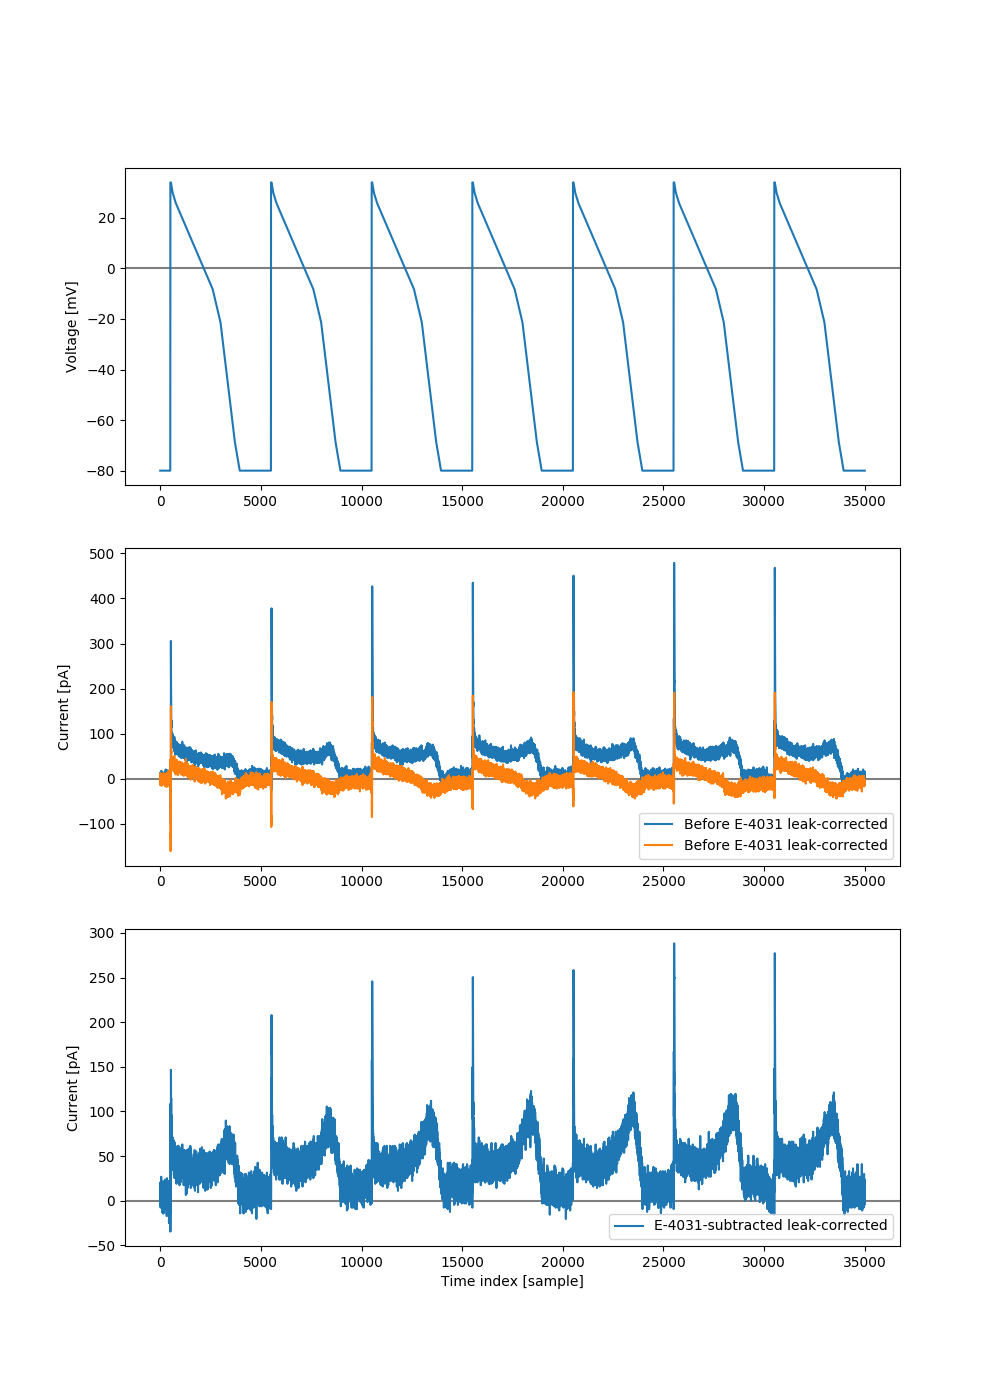 Voltage [mV]
20
0
−20
−40
−60
−80
0 5000 10000 15000 20000 25000 30000 35000
Current [pA]
500
400
300
200
100
0
−100
Before E-4031 leak-corrected
Before E-4031 leak-corrected
0 5000 10000 15000 20000 25000 30000 35000
Current [pA]
300
250
200
150
100
50
0
−50
E-4031-subtracted leak-corrected
0 5000 10000 15000 20000 25000 30000 35000
Time index [sample]